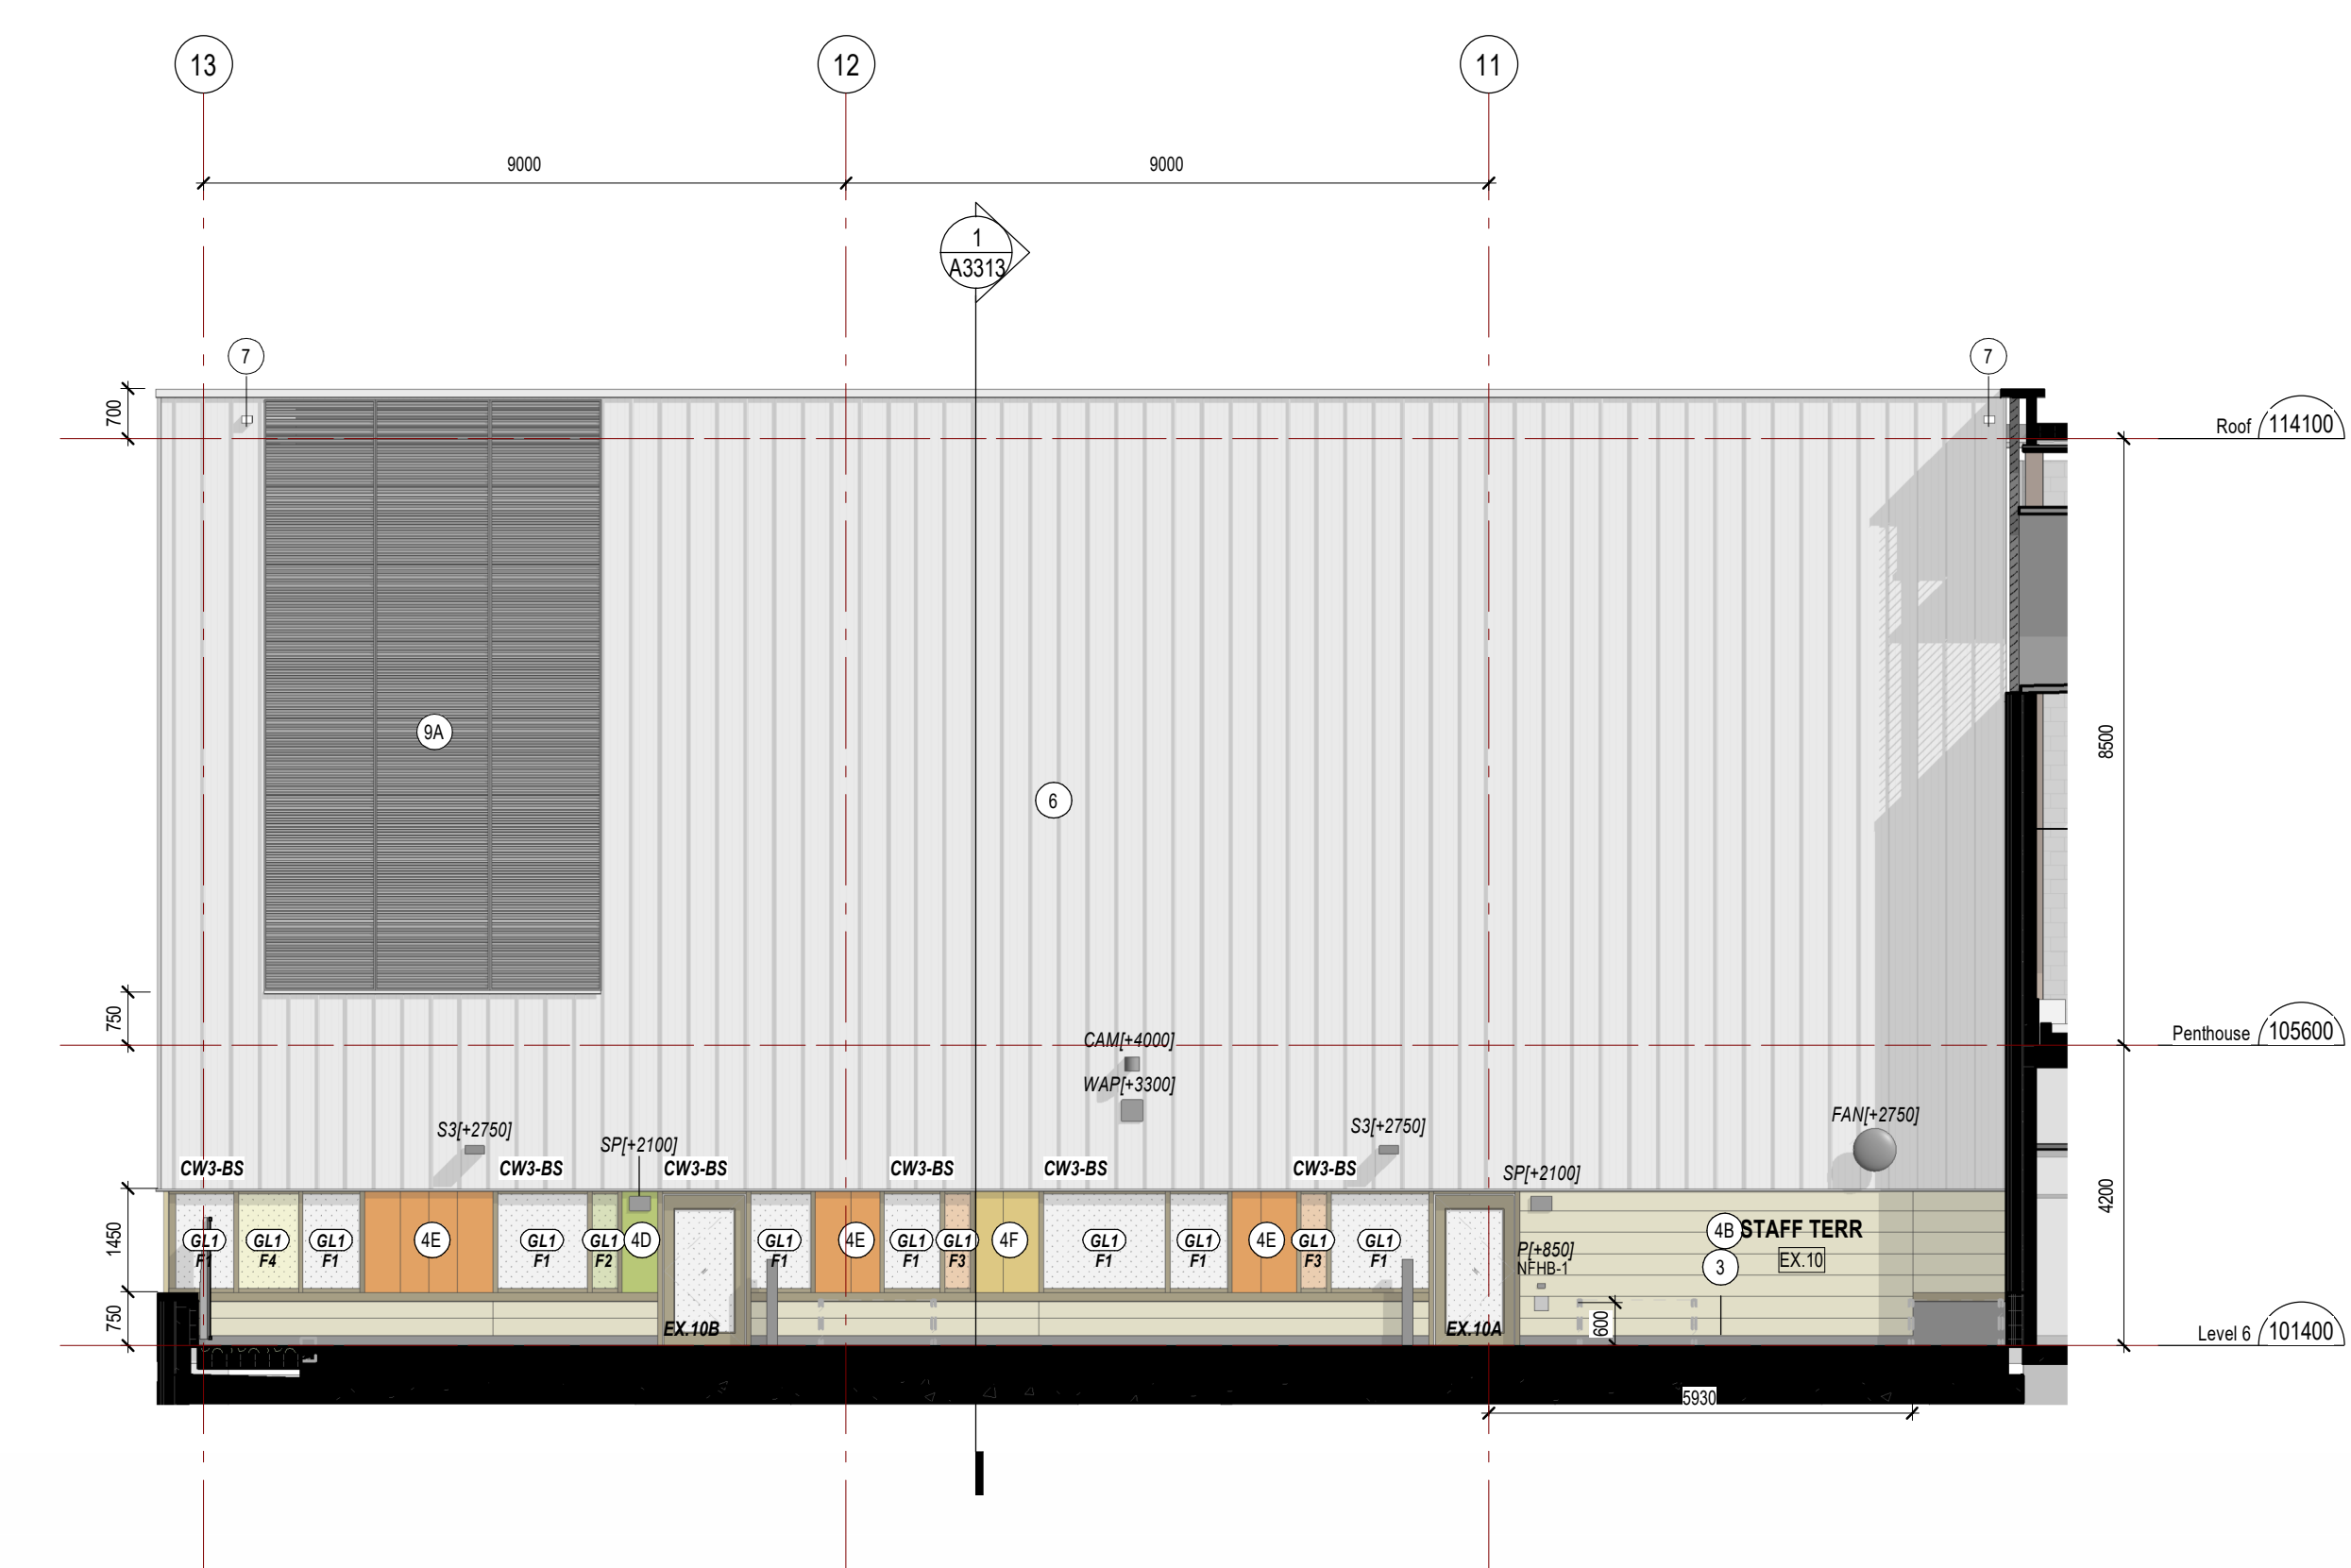 13
12
11
9000
9000
1
A3313
7
7
700
Roof 114100
9A
8500
6
750
CAM[+4000]
Penthouse 105600
WAP[+3300]
S3[+2750]
SP[+2100]
S3[+2750]
FAN[+2750]
CW3-BS
CW3-BS
CW3-BS
CW3-BS
CW3-BS
CW3-BS
SP[+2100]
4200
1450
GL1
F1
GL1
F4
GL1
F1
4E
GL1
F1
GL1
F2
4D
GL1
F1
4E
GL1
F1
GL1
F3
4F
GL1
F1
GL1
F1
4E
GL1
F3
GL1
F1
4B
STAFF TERR
EX.10
P[+850]
NFHB-1
3
750
EX.10B
EX.10A
600
Level 6 101400
5930